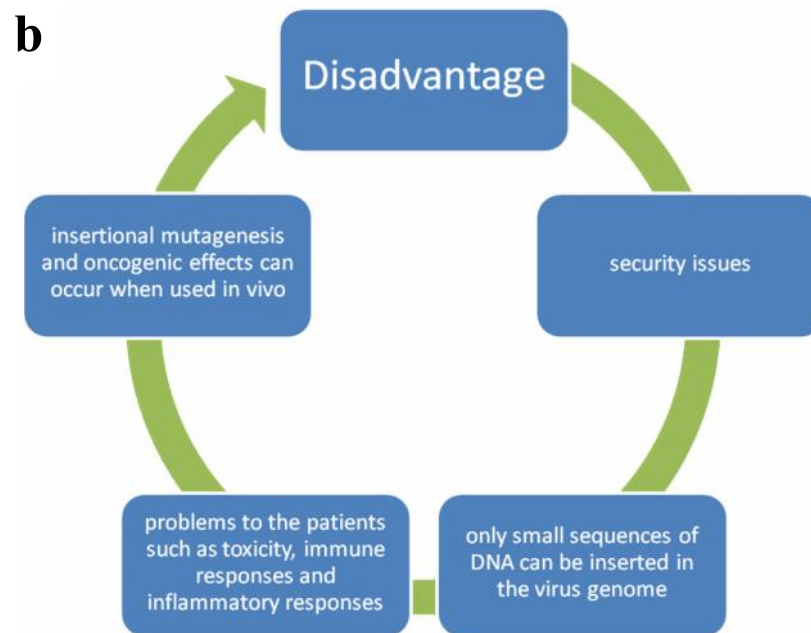 b
Disadvantage
security issues
only small sequences of
DNA can be inserted in
the virus genome
problems to the patients
such as toxicity, immune
responses and
inflammatory responses
insertional mutagenesis
and oncogenic effects can
occur when used in vivo